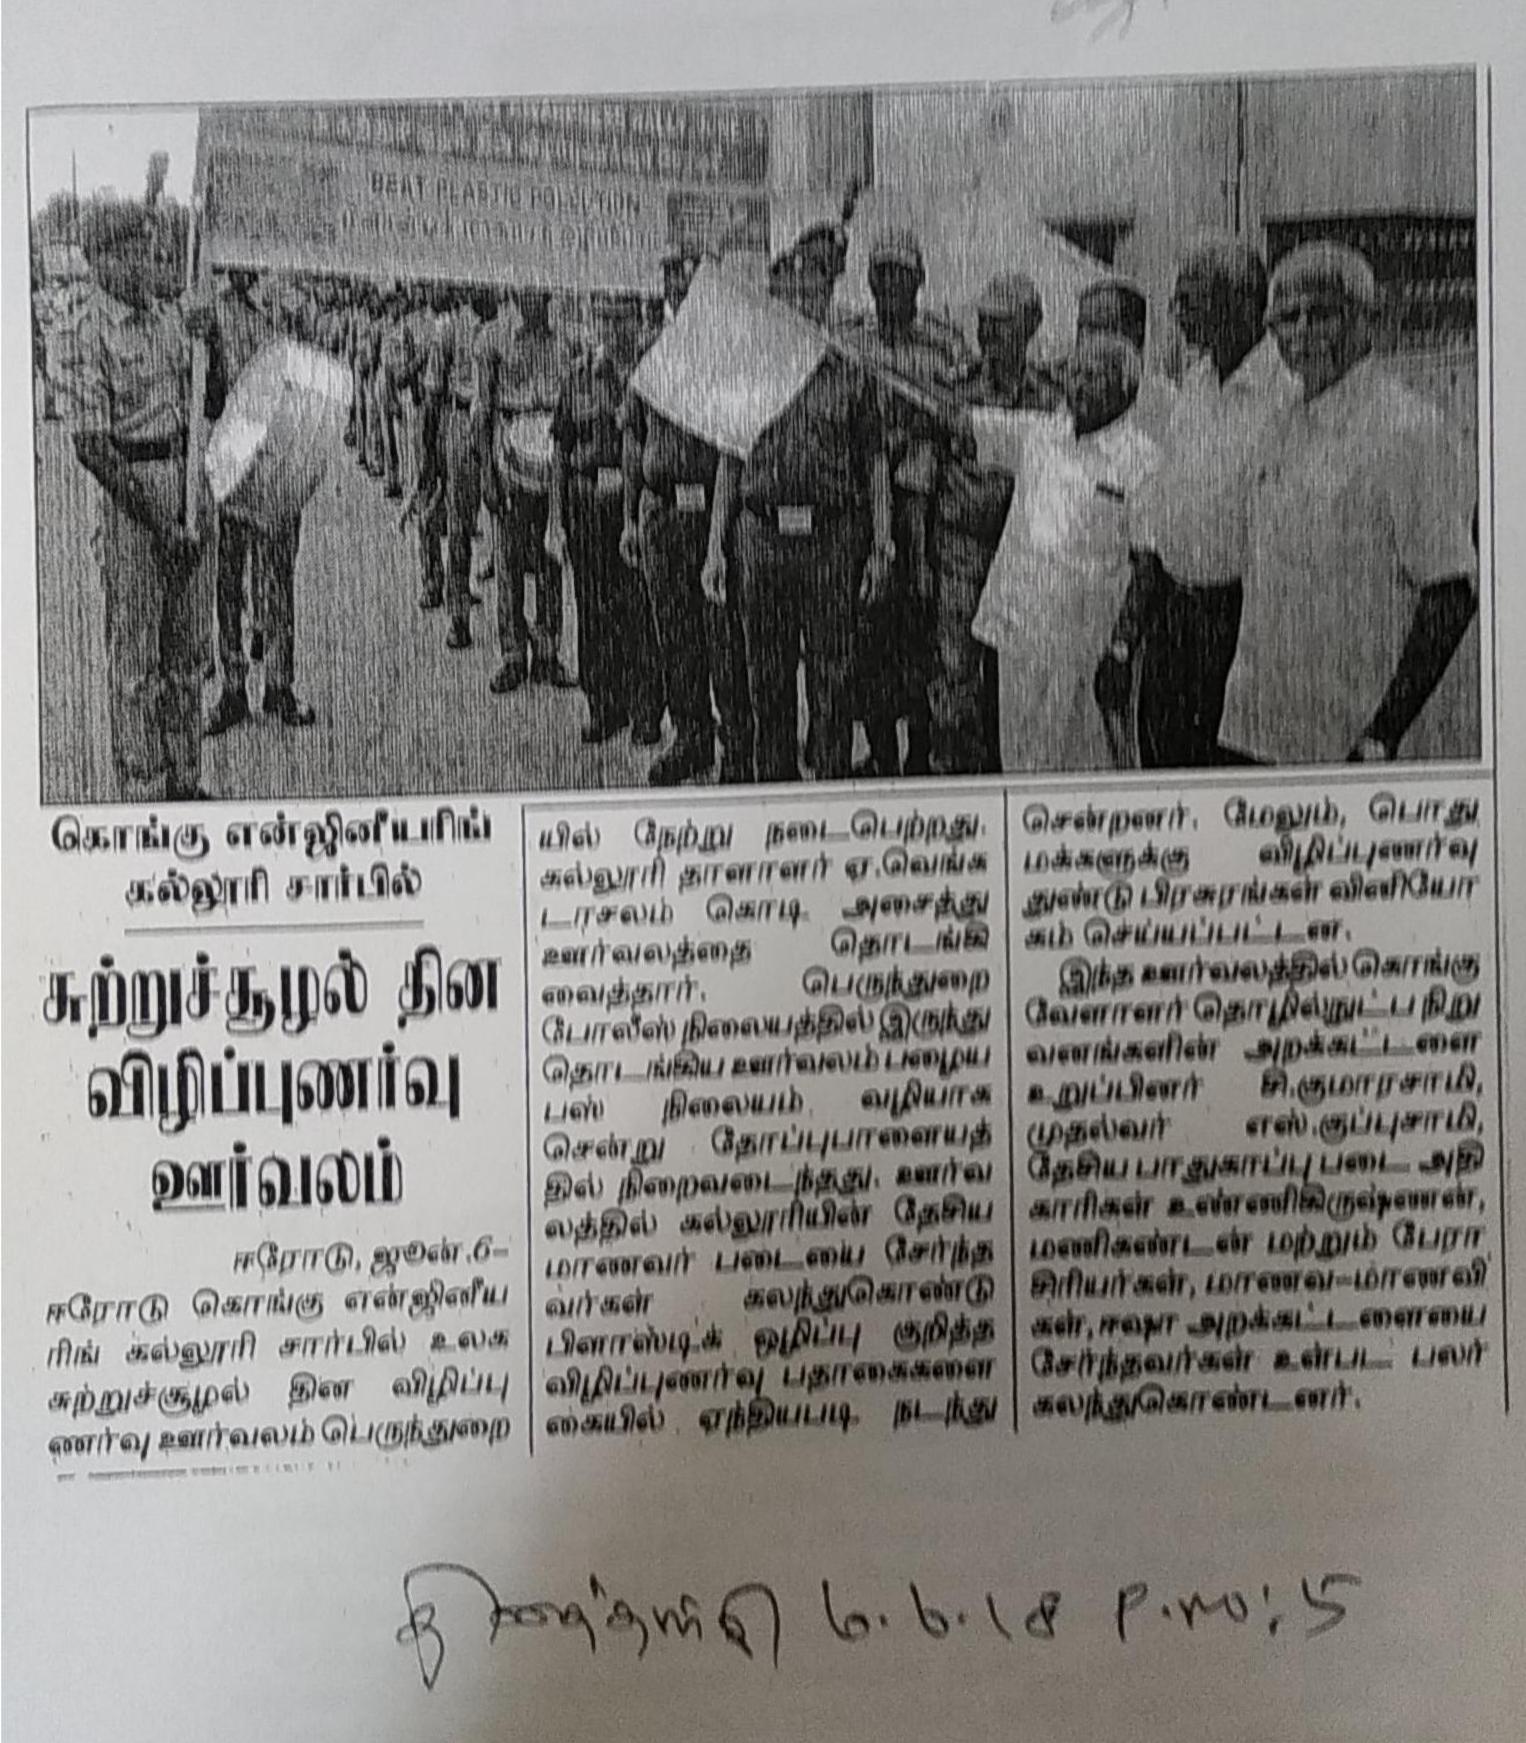 BEAT PLASTIC POLLUTION
கொங்கு என்ஜினீயரிங்
கல்லூரி சார்பில்
சுற்றுச்சூழல் தின
விழிப்புணர்வு
ஊர்வலம்
ஈரோடு, ஜூன்.6-
ஈரோடு கொங்கு என்ஜினீய
ரிங் கல்லூரி சார்பில் உலக
சுற்றுச்சூழல் தின விழிப்பு
ணர்வு ஊர்வலம் பெருந்துறை
யில் நேற்று நடைபெற்றது.
கல்லூரி தாளாளர் ஏ.வெங்க
டாசலம் கொடி அசைத்து
ஊர்வலத்தை தொடங்கி
வைத்தார். பெருந்துறை
போலீஸ் நிலையத்தில் இருந்து
தொடங்கிய ஊர்வலம் பழைய
பஸ் நிலையம் வழியாக
சென்று தோப்புபாளையத்
தில் நிறைவடைந்தது. ஊர்வ
லத்தில் கல்லூரியின் தேசிய
மாணவர் படையை சேர்ந்த
வர்கள் கலந்துகொண்டு
பிளாஸ்டிக் ஒழிப்பு குறித்த
விழிப்புணர்வு பதாகைகளை
கையில் ஏந்தியபடி நடந்து
சென்றனர். மேலும், பொது
மக்களுக்கு விழிப்புணர்வு
துண்டு பிரசுரங்கள் வினியோ
கம் செய்யப்பட்டன.
இந்த ஊர்வலத்தில் கொங்கு
வேளாளர் தொழில்நுட்ப நிறு
வனங்களின் அறக்கட்டளை
உறுப்பினர் சி.குமாரசாமி,
முதல்வர் எஸ்.குப்புசாமி,
தேசிய பாதுகாப்பு படை அதி
காரிகள் உண்ணிகிருஷ்ணன்,
மணிகண்டன் மற்றும் பேரா
சிரியர்கள், மாணவ-மாணவி
கள், ஈஷா அறக்கட்டளையை
சேர்ந்தவர்கள் உள்பட பலர்
கலந்துகொண்டனர்.
தினத்தந்தி 6.6.18 P.no:5